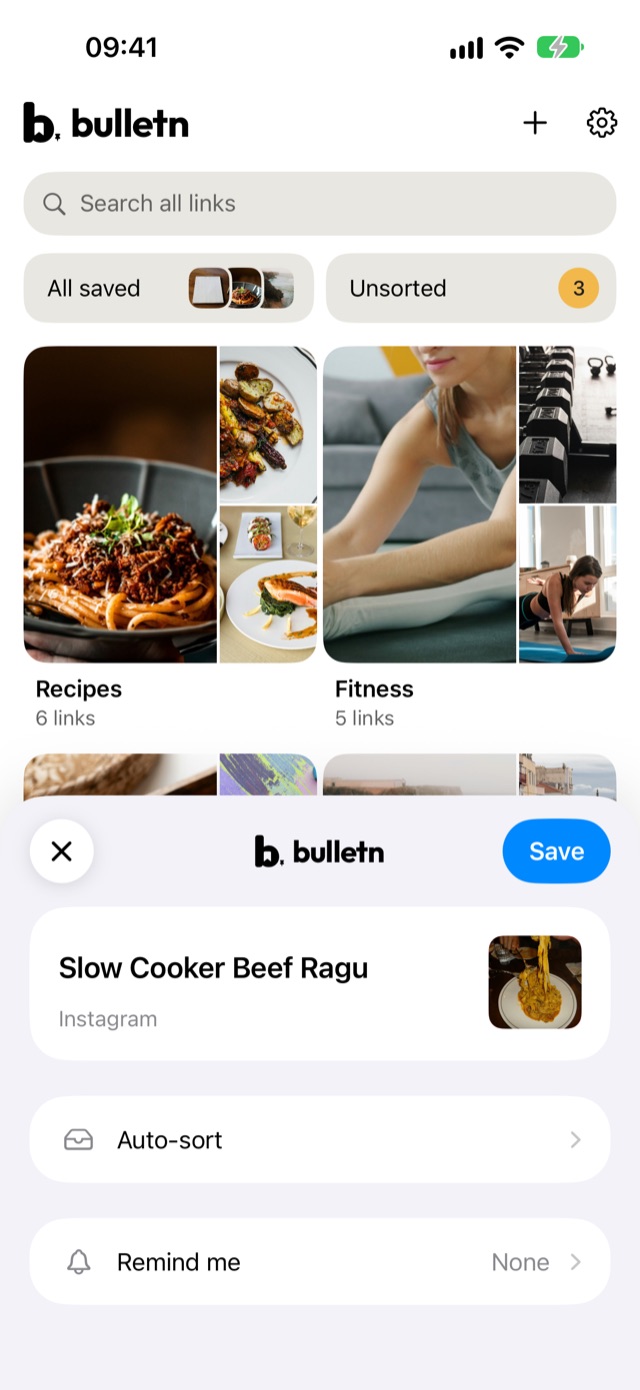 09:41
b. bulletn
Search all links
All saved
Unsorted
3
Recipes
6 links
Fitness
5 links
b. bulletn
Save
Slow Cooker Beef Ragu
Instagram
Auto-sort
Remind me
None